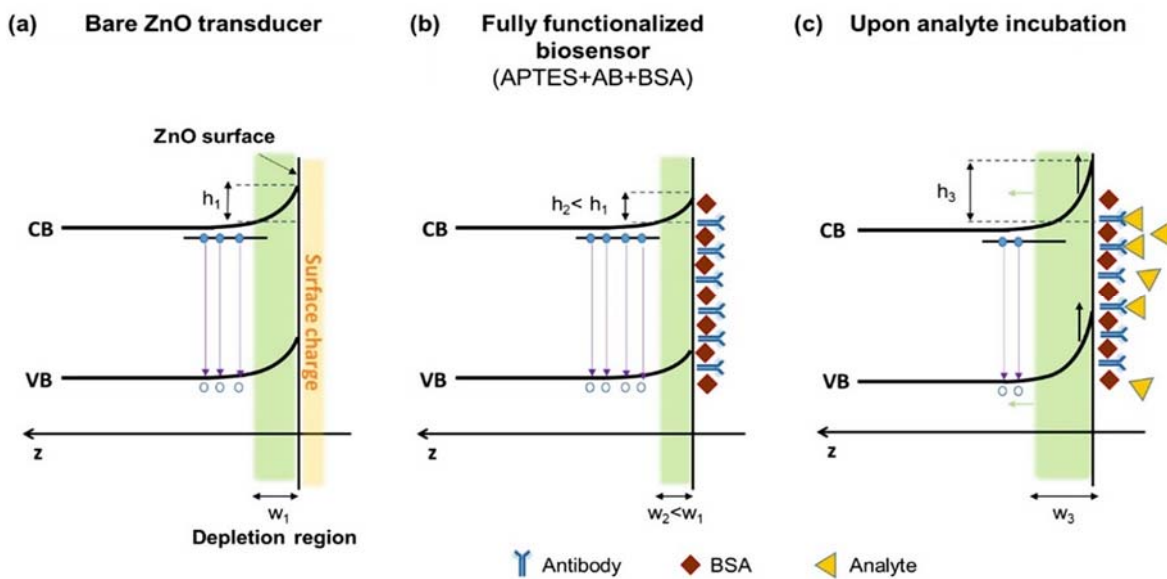 (a) Bare ZnO transducer
ZnO surface
h1
CB
VB
Surface charge
z
w1
Depletion region
(b) Fully functionalized
biosensor
(APTES+AB+BSA)
h2< h1
CB
VB
z
w2<w1
(c) Upon analyte incubation
h3
CB
VB
z
w3
Antibody
BSA
Analyte